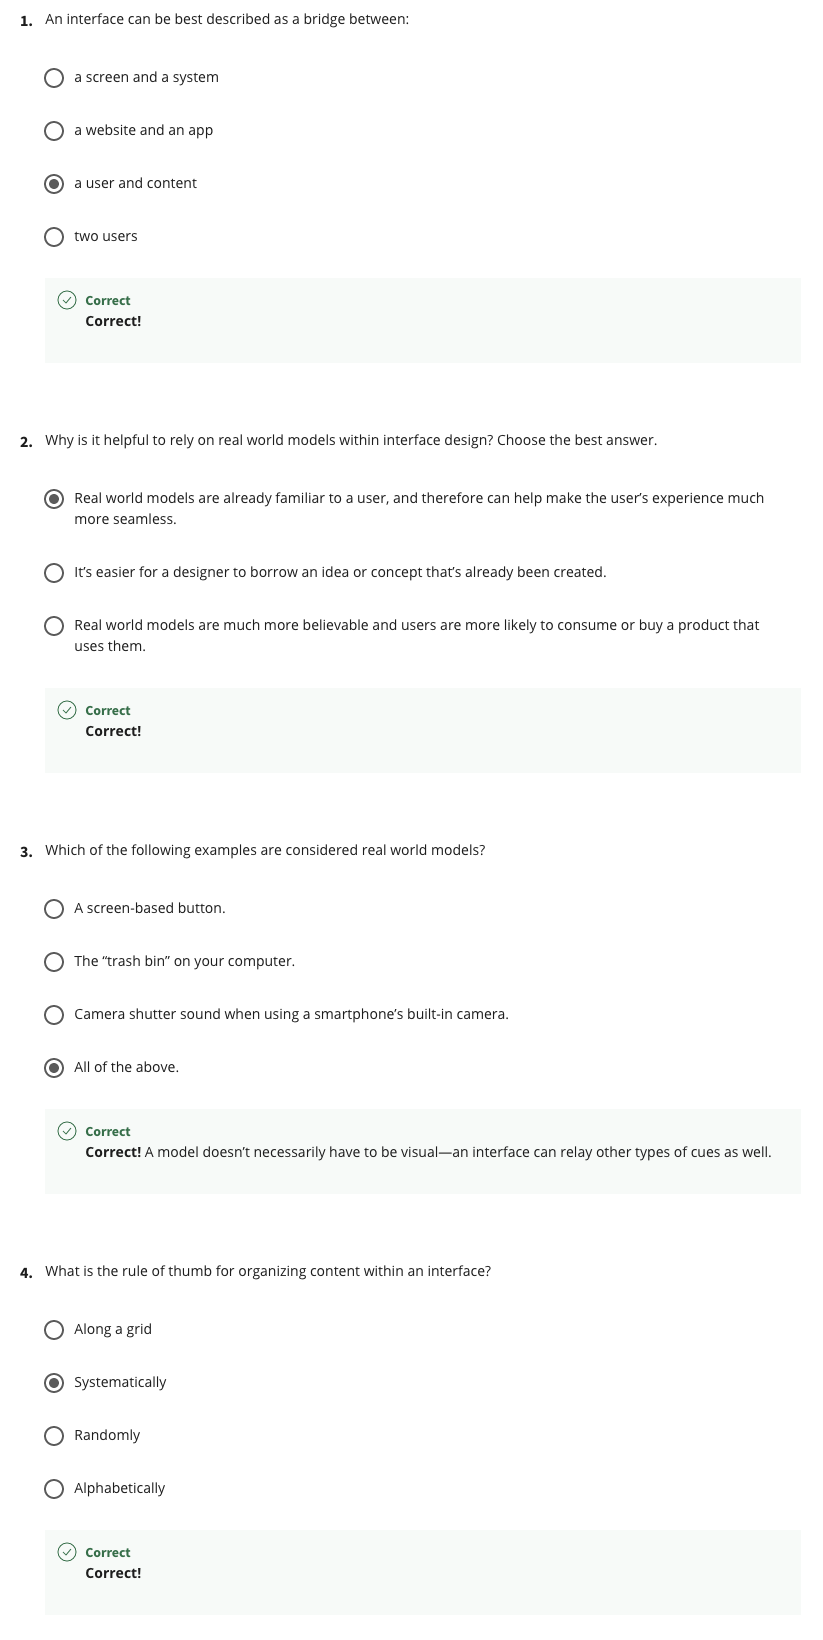 1. An interface can be best described as a bridge between:
a screen and a system
a website and an app
a user and content
two users
Correct
Correct!
2. Why is it helpful to rely on real world models within interface design? Choose the best answer.
Real world models are already familiar to a user, and therefore can help make the user’s experience much
more seamless.
It’s easier for a designer to borrow an idea or concept that’s already been created.
Real world models are much more believable and users are more likely to consume or buy a product that
uses them.
Correct
Correct!
3. Which of the following examples are considered real world models?
A screen-based button.
The “trash bin” on your computer.
Camera shutter sound when using a smartphone’s built-in camera.
All of the above.
Correct
Correct! A model doesn’t necessarily have to be visual—an interface can relay other types of cues as well.
4. What is the rule of thumb for organizing content within an interface?
Along a grid
Systematically
Randomly
Alphabetically
Correct
Correct!